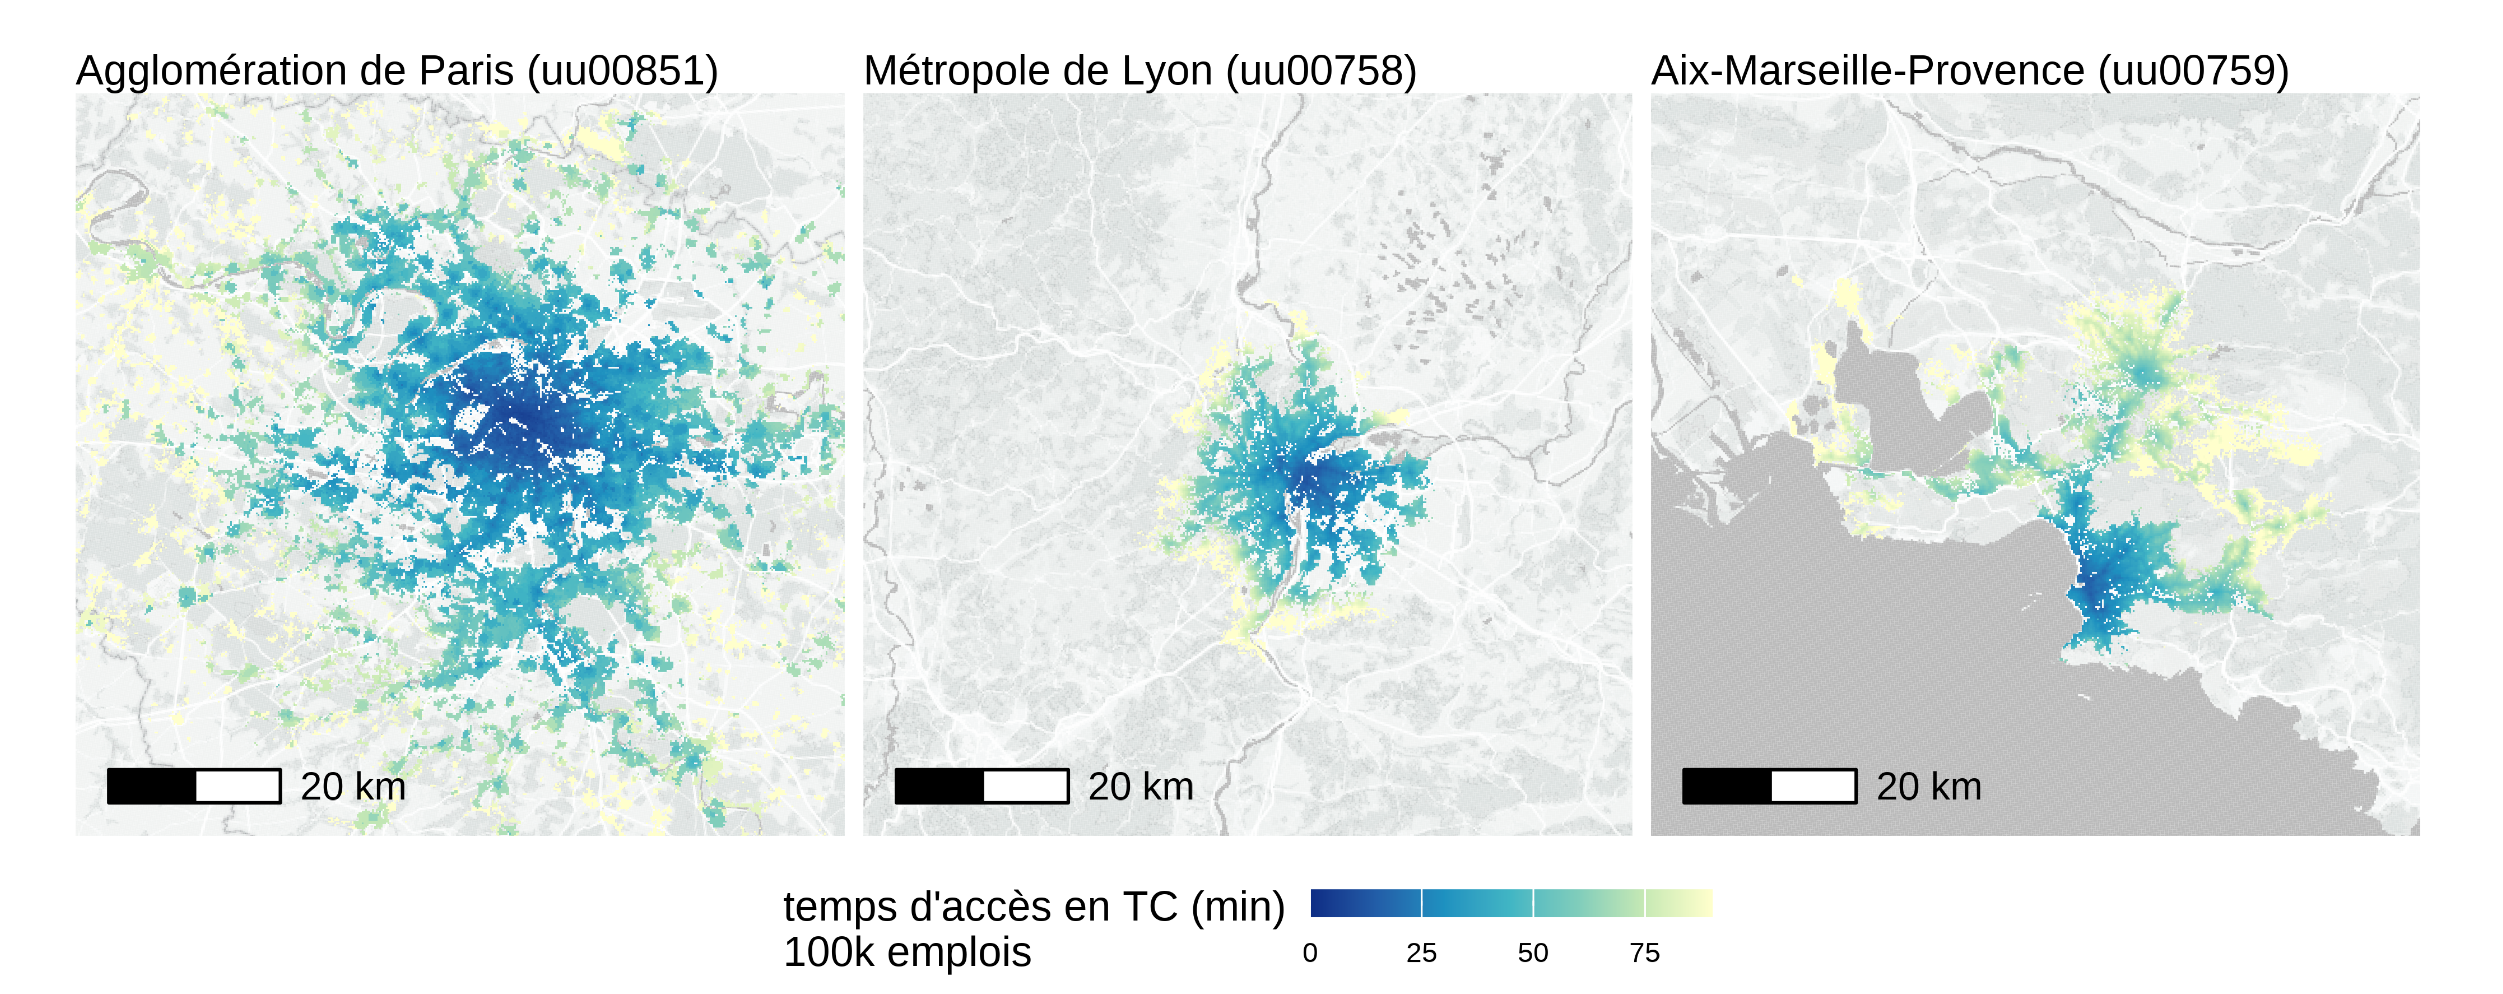 Agglomération de Paris (uu00851)
Métropole de Lyon (uu00758)
Aix-Marseille-Provence (uu00759)
20 km
20 km
20 km
temps d'accès en TC (min)
100k emplois
0 25 50 75